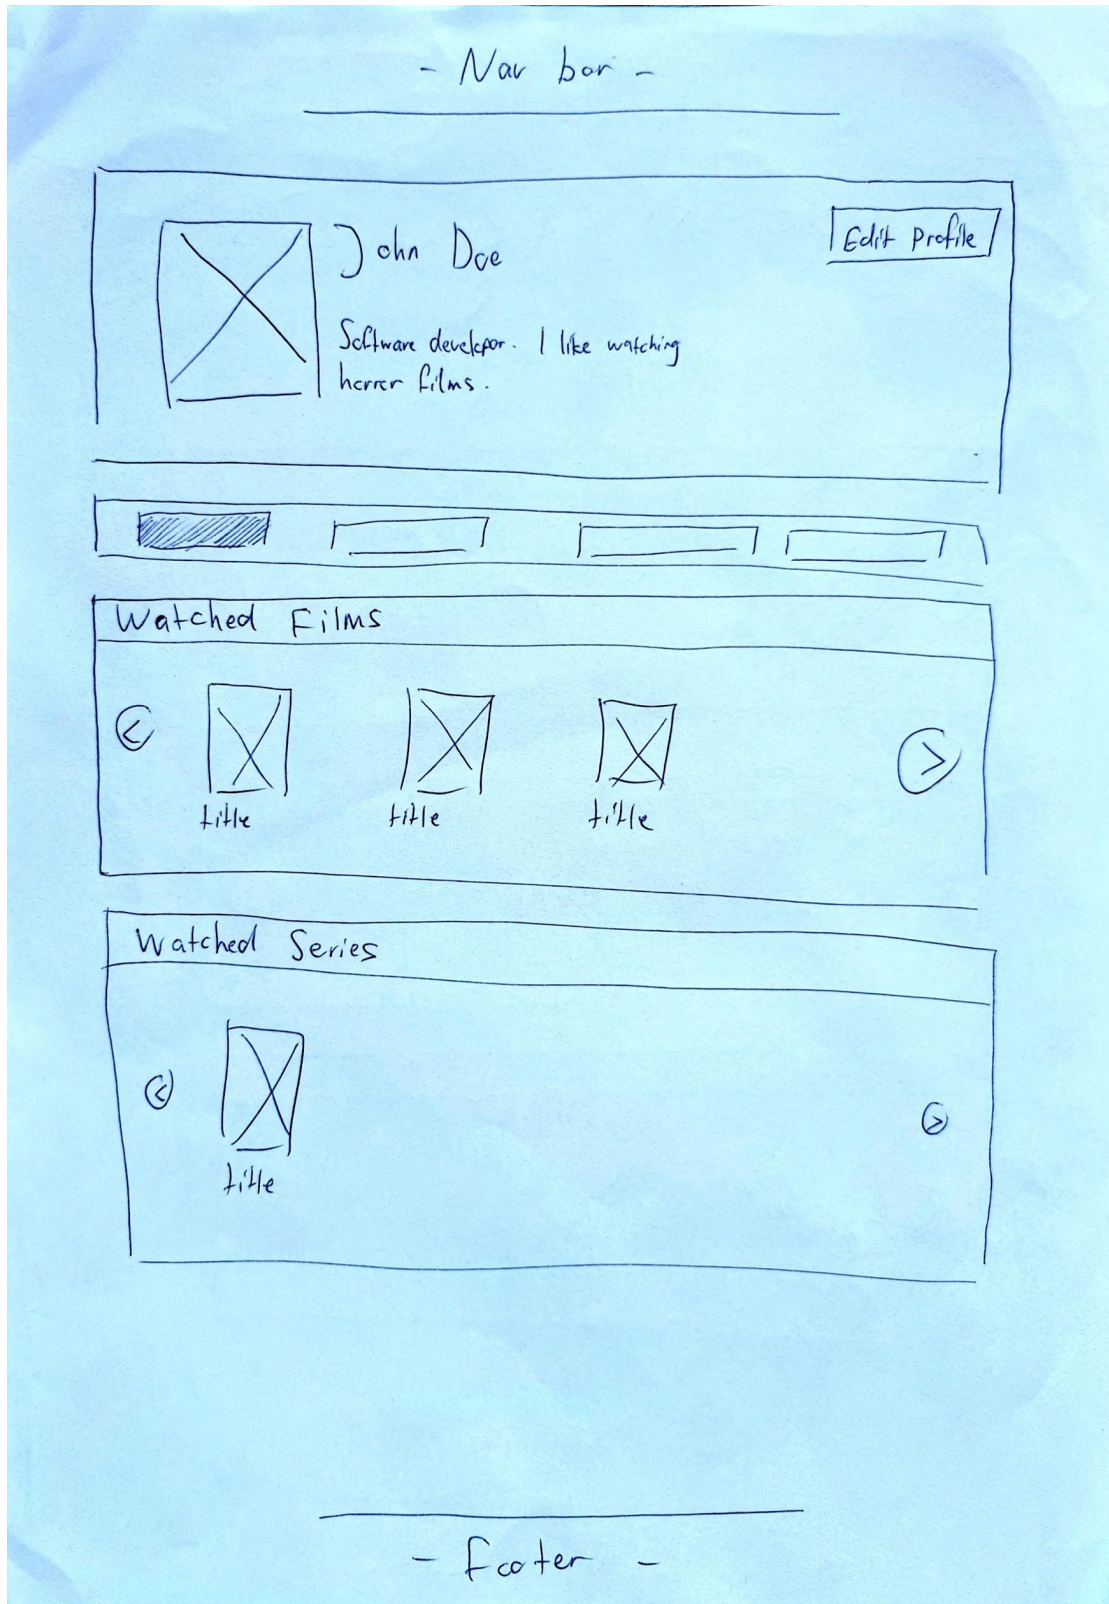 - Nav bar -
John Doe
Edit Profile
Software developor. I like watching
horror films.
Watched Films
<
>
title
title
title
Watched Series
<
>
title
- Footer -